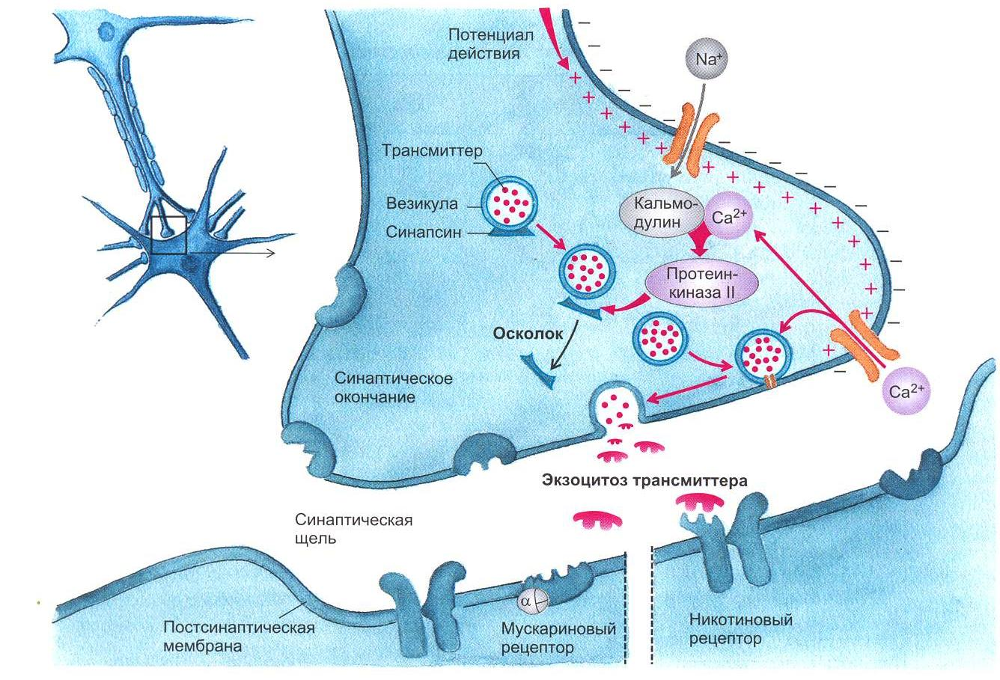 Потенциал
действия
Na⁺
Трансмиттер
Везикула
Синапсин
Кальмо-
дулин
Ca²⁺
Протеин-
киназа II
Осколок
Синаптическое
окончание
Ca²⁺
Экзоцитоз трансмиттера
Синаптическая
щель
α
Постсинаптическая
мембрана
Мускариновый
рецептор
Никотиновый
рецептор